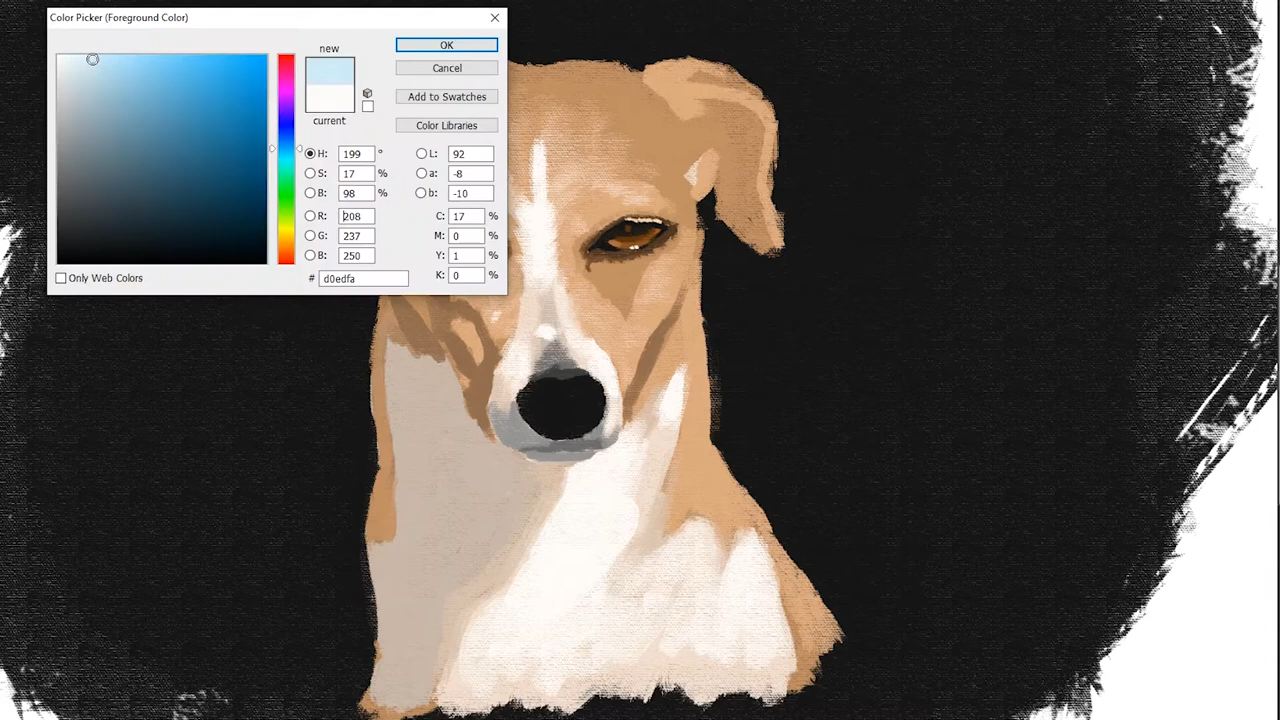 Color Picker (Foreground Color)
new
current
OK
Cancel
Add to Swatches
Color Libraries
H: 199 °
S: 17 %
B: 98 %
R: 208
G: 237
B: 250
L: 92
a: -8
b: -10
C: 17 %
M: 0 %
Y: 1 %
K: 0 %
# d0edfa
Only Web Colors